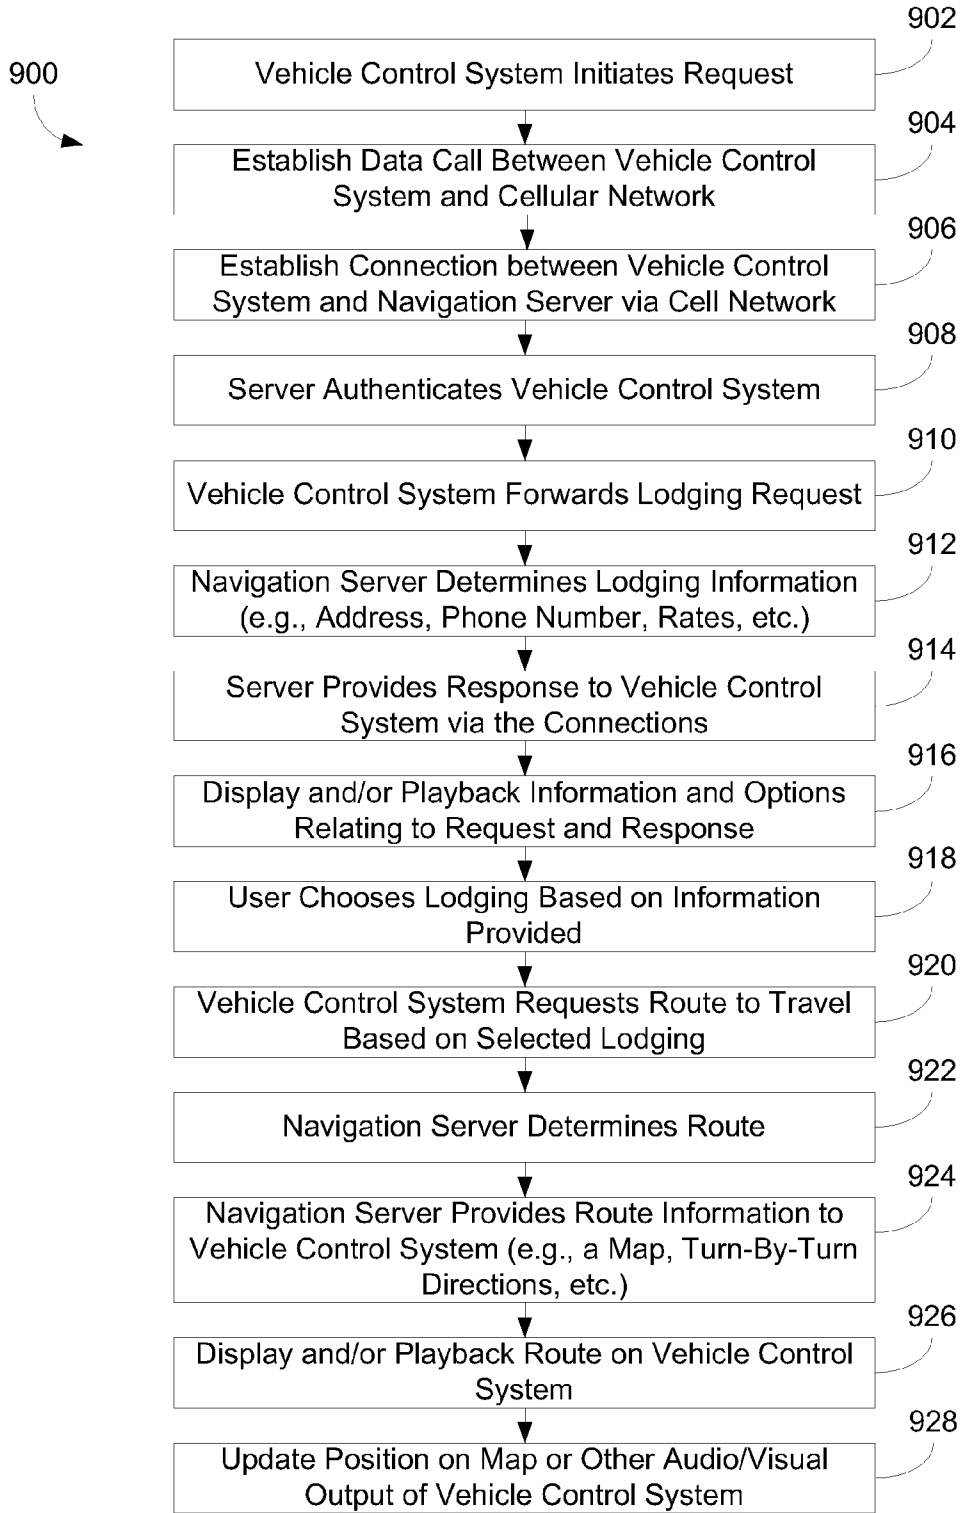 902
900
Vehicle Control System Initiates Request
904
Establish Data Call Between Vehicle Control
System and Cellular Network
906
Establish Connection between Vehicle Control
System and Navigation Server via Cell Network
908
Server Authenticates Vehicle Control System
910
Vehicle Control System Forwards Lodging Request
912
Navigation Server Determines Lodging Information
(e.g., Address, Phone Number, Rates, etc.)
914
Server Provides Response to Vehicle Control
System via the Connections
916
Display and/or Playback Information and Options
Relating to Request and Response
918
User Chooses Lodging Based on Information
Provided
920
Vehicle Control System Requests Route to Travel
Based on Selected Lodging
922
Navigation Server Determines Route
924
Navigation Server Provides Route Information to
Vehicle Control System (e.g., a Map, Turn-By-Turn
Directions, etc.)
926
Display and/or Playback Route on Vehicle Control
System
928
Update Position on Map or Other Audio/Visual
Output of Vehicle Control System